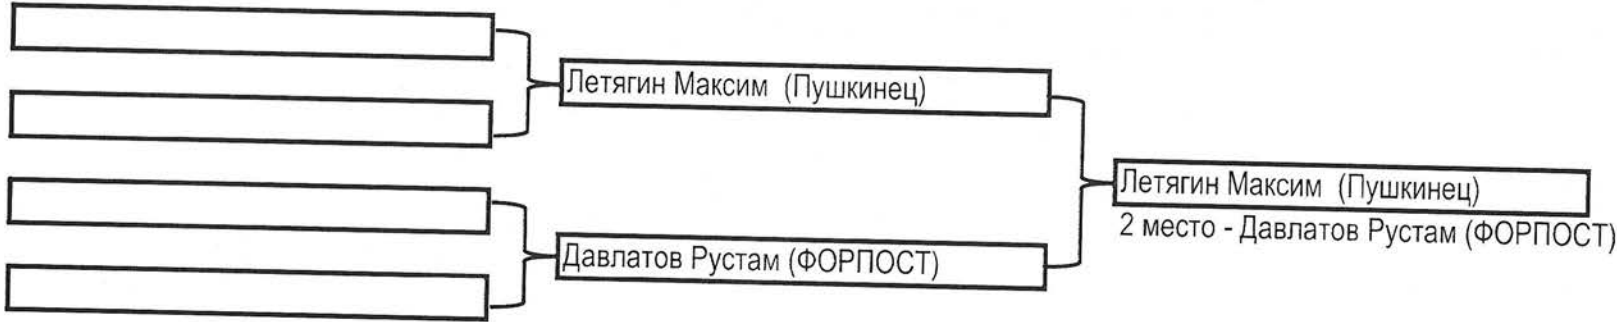 Летягин Максим (Пушкинец)
Давлатов Рустам (ФОРПОСТ)
Летягин Максим (Пушкинец)
2 место - Давлатов Рустам (ФОРПОСТ)